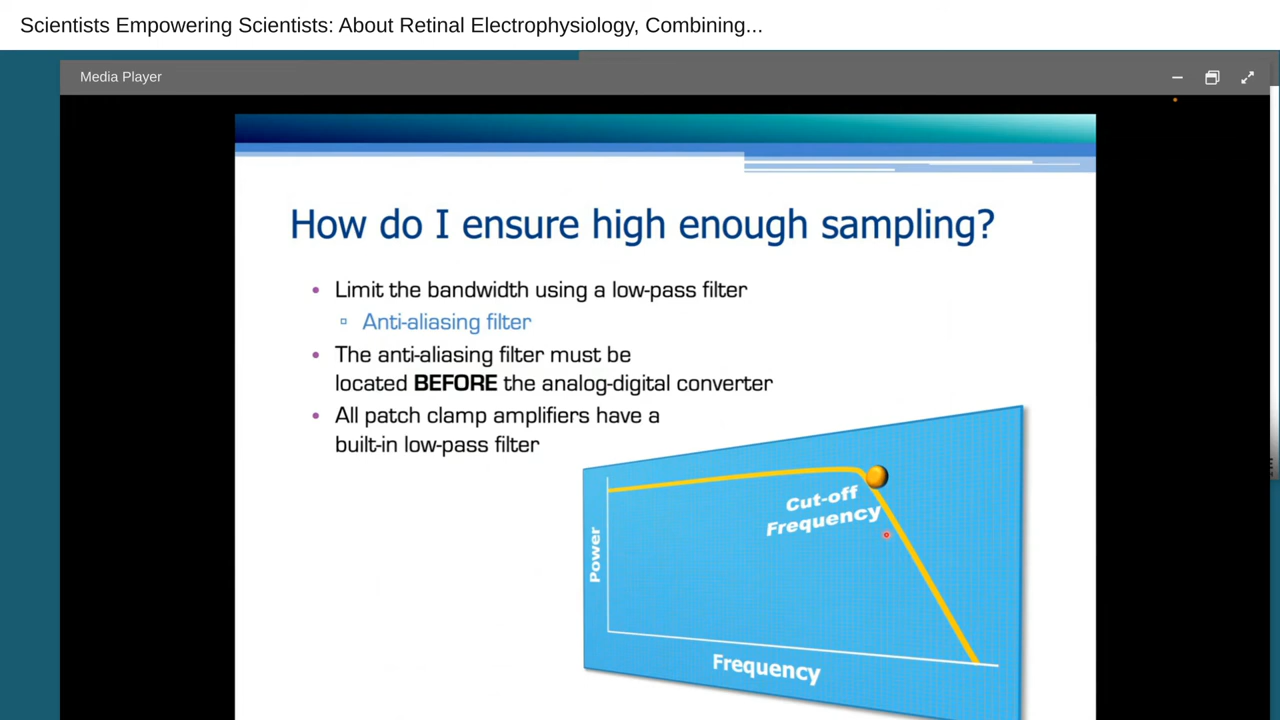 Scientists Empowering Scientists: About Retinal Electrophysiology, Combining...
Media Player
How do I ensure high enough sampling?
• Limit the bandwidth using a low-pass filter
▫ Anti-aliasing filter
• The anti-aliasing filter must be
located BEFORE the analog-digital converter
• All patch clamp amplifiers have a
built-in low-pass filter
Cut-off
Frequency
Power
Frequency